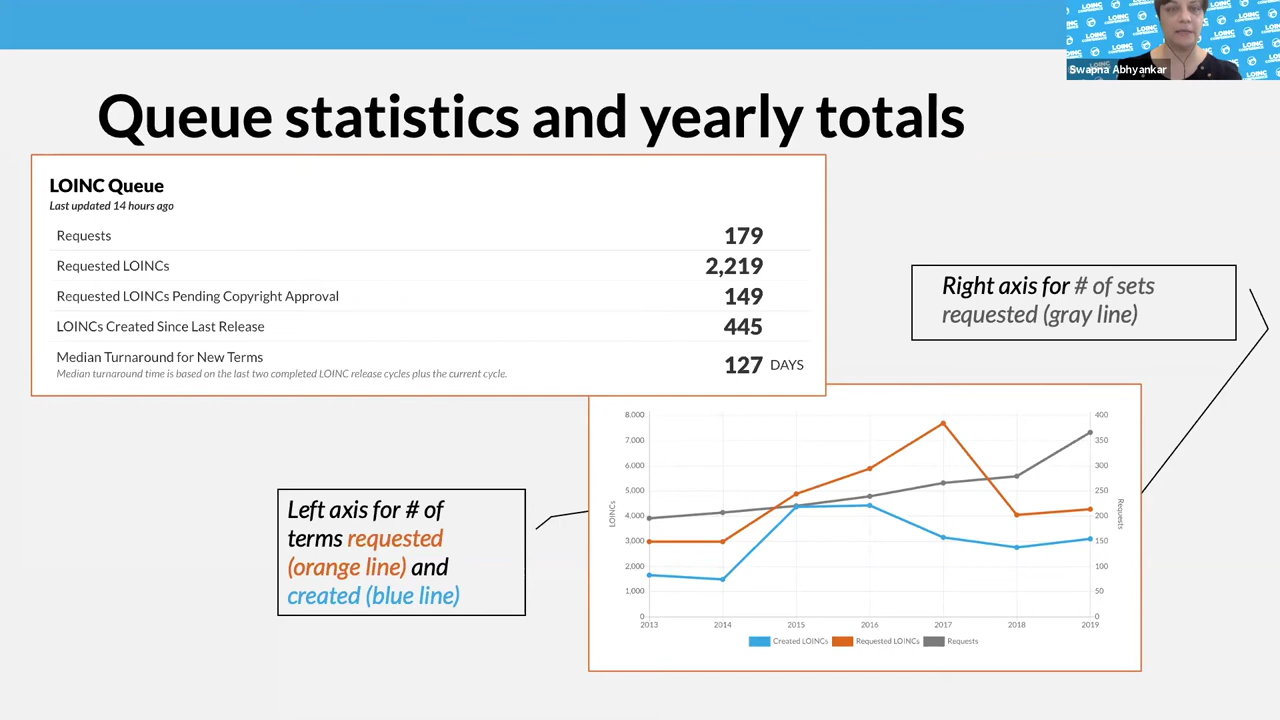 Swapna Abhyankar
Queue statistics and yearly totals
LOINC Queue
Last updated 14 hours ago
Requests 179
Requested LOINCs 2,219
Requested LOINCs Pending Copyright Approval 149
LOINCs Created Since Last Release 445
Median Turnaround for New Terms 127 DAYS
Median turnaround time is based on the last two completed LOINC release cycles plus the current cycle.
Right axis for # of sets
requested (gray line)
Left axis for # of
terms requested
(orange line) and
created (blue line)
8,000 400
7,000 350
6,000 300
5,000 250
4,000 200
3,000 150
2,000 100
1,000 50
0 0
LOINCs
Requests
2013 2014 2015 2016 2017 2018 2019
Created LOINCs Requested LOINCs Requests